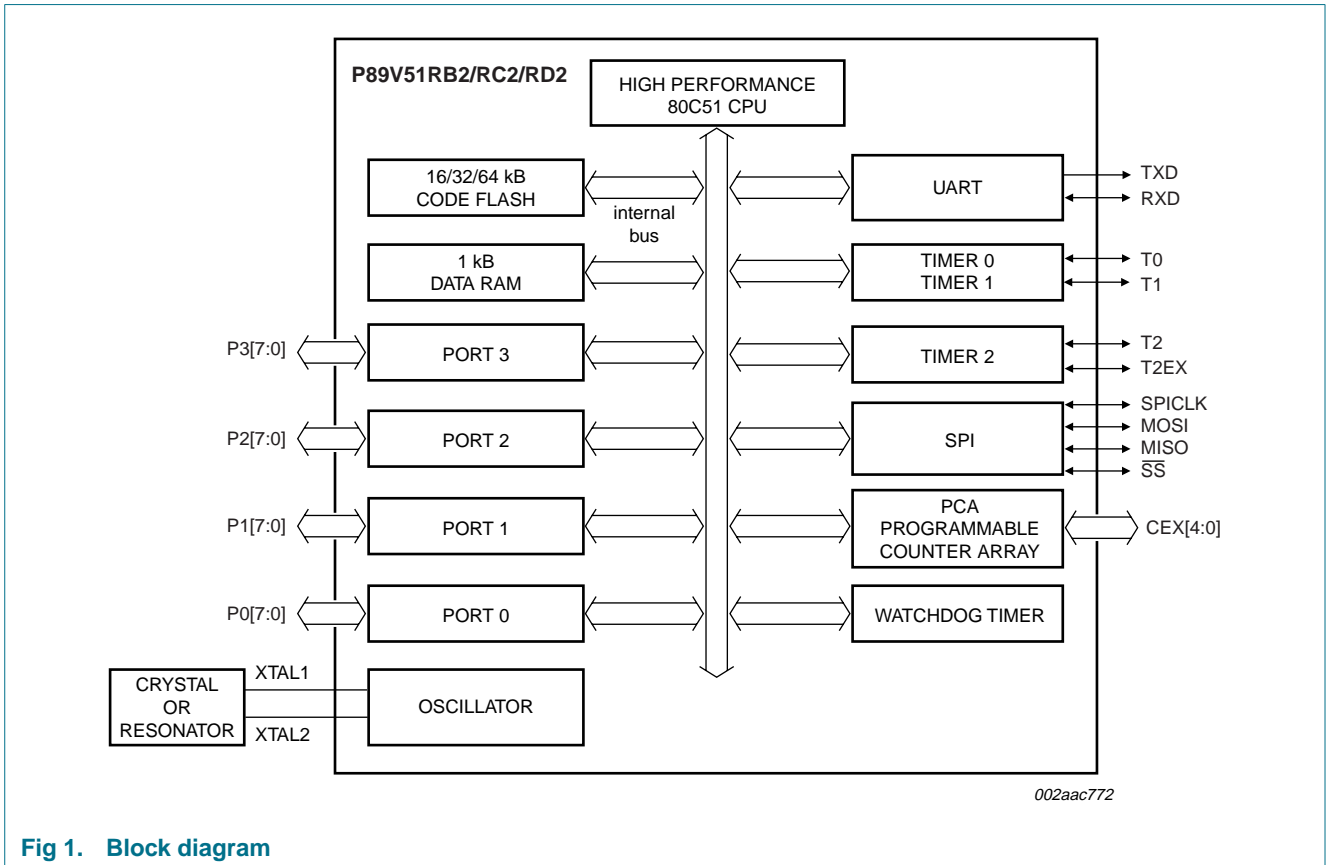 P89V51RB2/RC2/RD2
HIGH PERFORMANCE
80C51 CPU
16/32/64 kB
CODE FLASH
internal
bus
UART
TXD
RXD
1 kB
DATA RAM
TIMER 0
TIMER 1
T0
T1
P3[7:0]
PORT 3
TIMER 2
T2
T2EX
P2[7:0]
PORT 2
SPI
SPICLK
MOSI
MISO
SS
P1[7:0]
PORT 1
PCA
PROGRAMMABLE
COUNTER ARRAY
CEX[4:0]
P0[7:0]
PORT 0
WATCHDOG TIMER
CRYSTAL
OR
RESONATOR
XTAL1
XTAL2
OSCILLATOR
002aac772
Fig 1. Block diagram